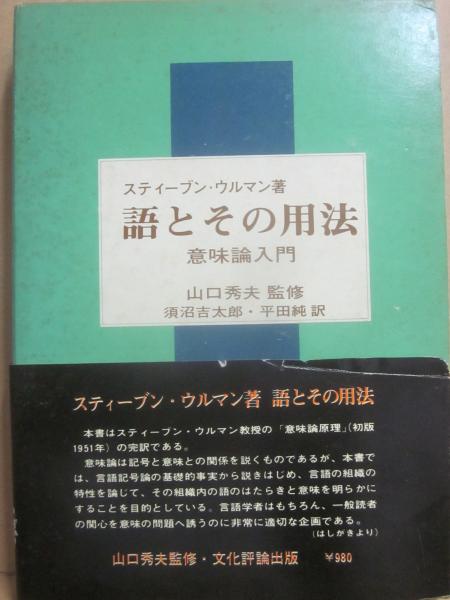 スティーブン・ウルマン著
語とその用法
意味論入門
山口秀夫 監修
須沼吉太郎・平田純 訳
スティーブン・ウルマン著 語とその用法
本書はスティーブン・ウルマン教授の「意味論原理」(初版
1951年)の完訳である。
意味論は記号と意味との関係を説くものであるが、本書で
は、言語記号論の基礎的事実から説きはじめ、言語の組織の
特性を論じて、その組織内の語のはたらきと意味を明らかに
することを目的としている。言語学者はもちろん、一般読者
の関心を意味の問題へ誘うのに非常に適切な企画である。
(はしがきより)
山口秀夫監修・文化評論出版 ¥980